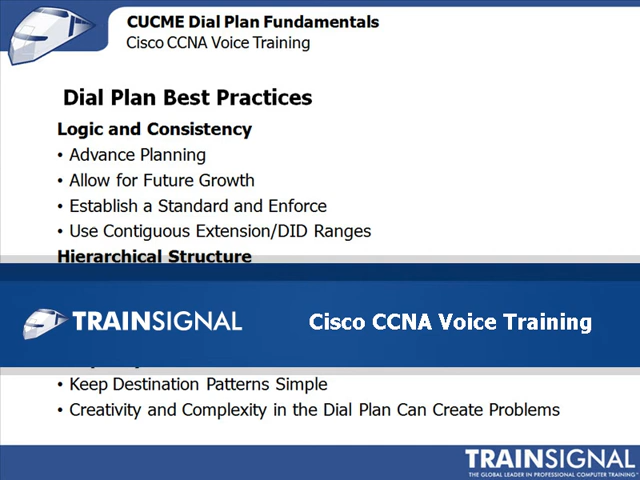 CUCME Dial Plan Fundamentals
Cisco CCNA Voice Training
Dial Plan Best Practices
Logic and Consistency
• Advance Planning
• Allow for Future Growth
• Establish a Standard and Enforce
• Use Contiguous Extension/DID Ranges
Hierarchical Structure
TRAINSIGNAL
Cisco CCNA Voice Training
• Keep Destination Patterns Simple
• Creativity and Complexity in the Dial Plan Can Create Problems
TRAINSIGNAL
THE GLOBAL LEADER IN PROFESSIONAL COMPUTER TRAINING